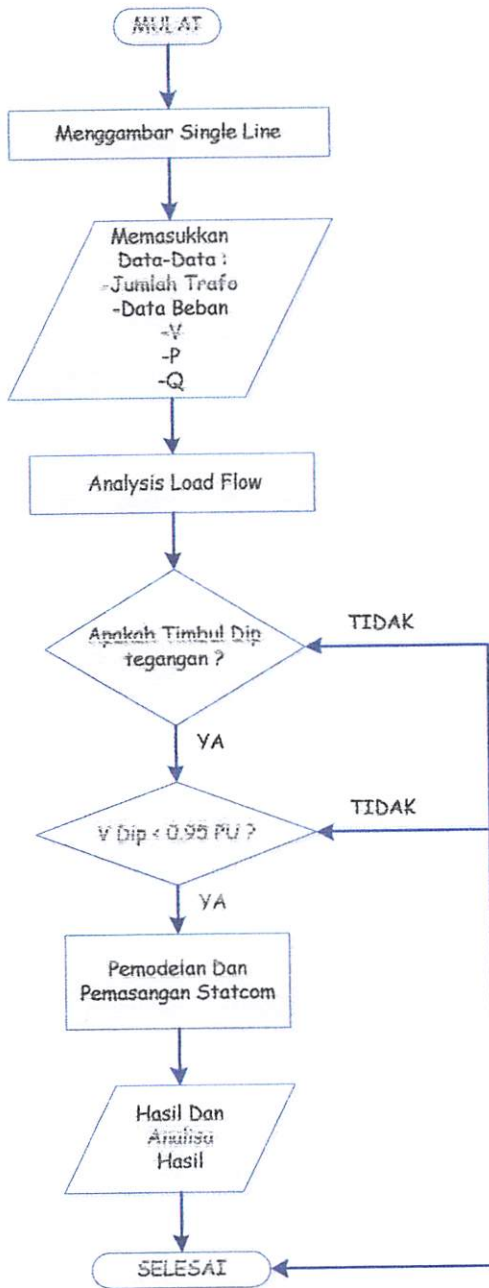 MULAI
Menggambar Single Line
Memasukkan
Data-Data :
-Jumlah Trafo
-Data Beban
-V
-P
-Q
Analysis Load Flow
Apakah Timbul Dip
tegangan ?
TIDAK
YA
V Dip < 0.95 PU ?
TIDAK
YA
Pemodelan Dan
Pemasangan Statcom
Hasil Dan
Analisa
Hasil
SELESAI